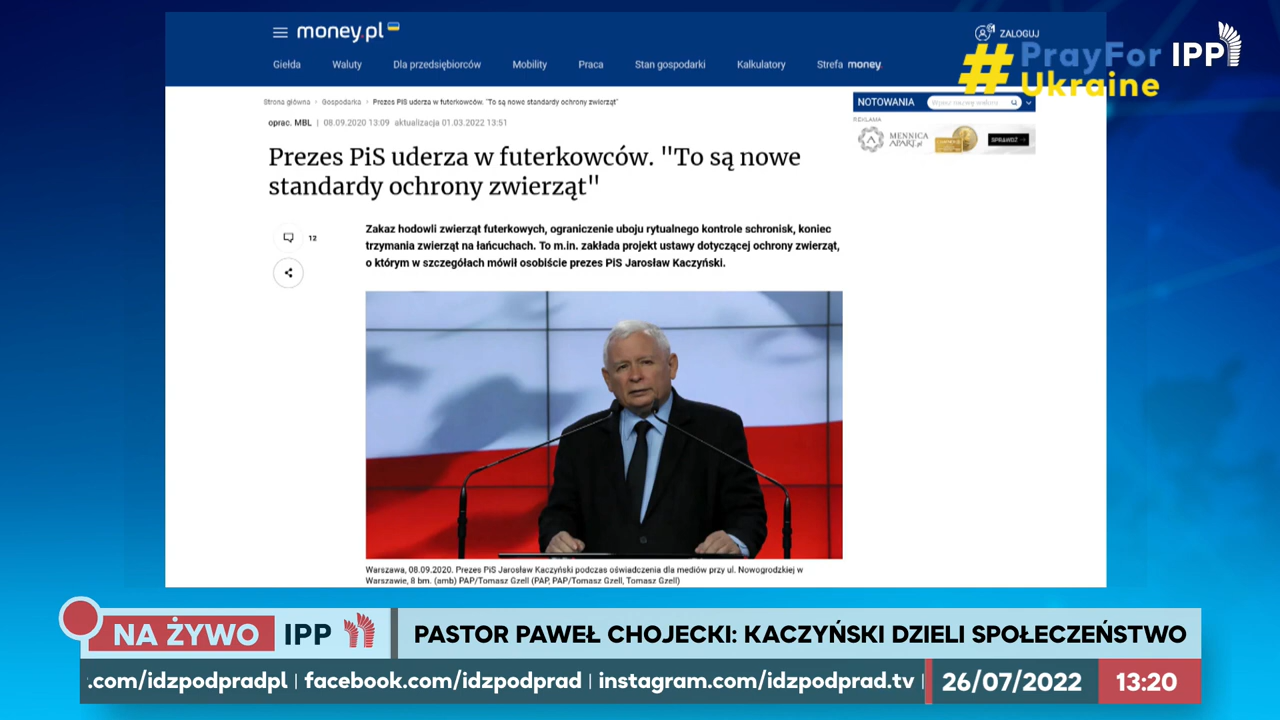 money.pl
ZALOGUJ
Giełda Waluty Dla przedsiębiorców Mobility Praca Stan gospodarki Kalkulatory Strefa money.
#PrayFor
Ukraine
IPP
Strona główna › Gospodarka › Prezes PiS uderza w futerkowców. "To są nowe standardy ochrony zwierząt"
oprac. MBL | 08.09.2020 13:09 aktualizacja 01.03.2022 13:51
NOTOWANIA
REKLAMA
MENNICA
APART.pl
SPRAWDŹ
Prezes PiS uderza w futerkowców. "To są nowe
standardy ochrony zwierząt"
12
Zakaz hodowli zwierząt futerkowych, ograniczenie uboju rytualnego kontrole schronisk, koniec
trzymania zwierząt na łańcuchach. To m.in. zakłada projekt ustawy dotyczącej ochrony zwierząt,
o którym w szczegółach mówił osobiście prezes PiS Jarosław Kaczyński.
Warszawa, 08.09.2020. Prezes PiS Jarosław Kaczyński podczas oświadczenia dla mediów przy ul. Nowogrodzkiej w
Warszawie, 8 bm. (amb) PAP/Tomasz Gzell (PAP, PAP/Tomasz Gzell, Tomasz Gzell)
NA ŻYWO IPP
PASTOR PAWEŁ CHOJECKI: KACZYŃSKI DZIELI SPOŁECZEŃSTWO
.com/idzpodpradpl | facebook.com/idzpodprad | instagram.com/idzpodprad.tv |
26/07/2022 13:20